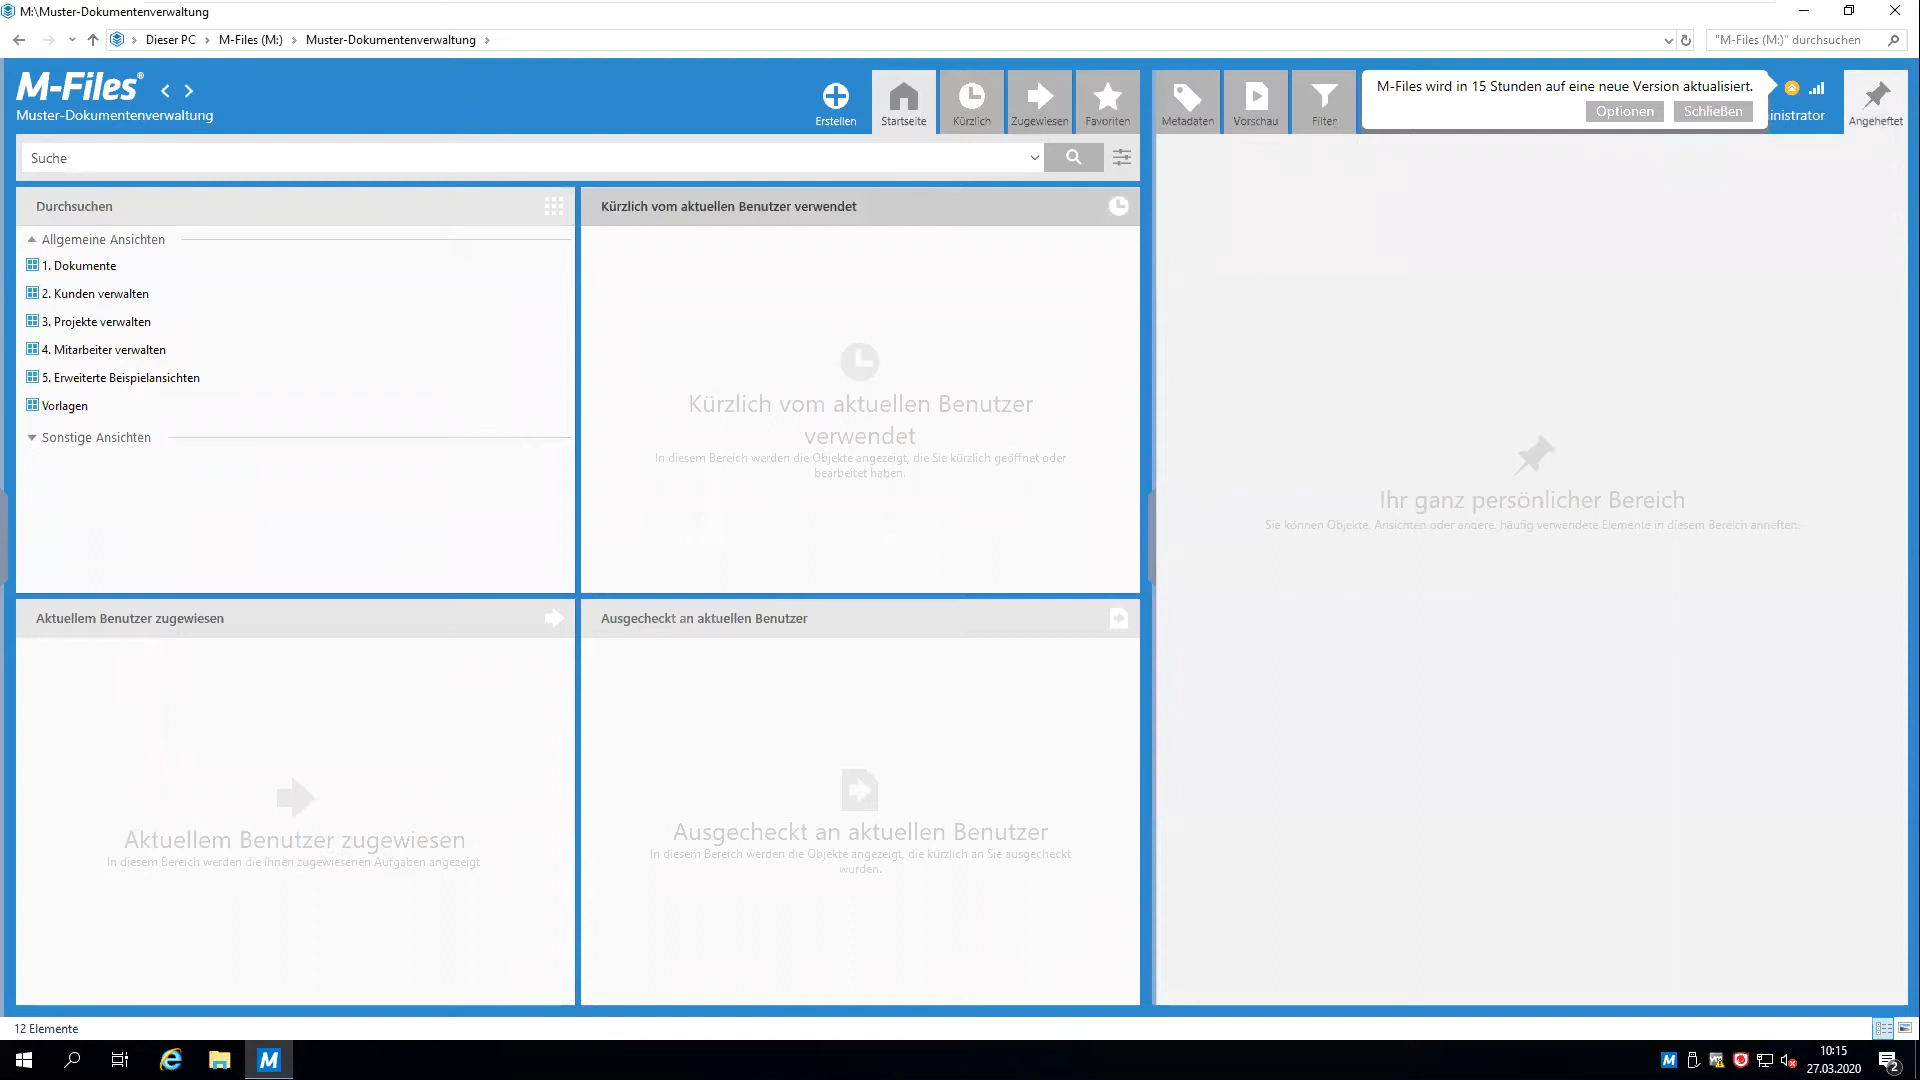 M:\Muster-Dokumentenverwaltung
Dieser PC > M-Files (M:) > Muster-Dokumentenverwaltung >
"M-Files (M:)" durchsuchen
M-Files®
Muster-Dokumentenverwaltung
Erstellen
Startseite
Kürzlich
Zugewiesen
Favoriten
Metadaten
Vorschau
Filter
M-Files wird in 15 Stunden auf eine neue Version aktualisiert.
Optionen
Schließen
inistrator
Angeheftet
Suche
Durchsuchen
Allgemeine Ansichten
1. Dokumente
2. Kunden verwalten
3. Projekte verwalten
4. Mitarbeiter verwalten
5. Erweiterte Beispielansichten
Vorlagen
Sonstige Ansichten
Kürzlich vom aktuellen Benutzer verwendet
Kürzlich vom aktuellen Benutzer
verwendet
In diesem Bereich werden die Objekte angezeigt, die Sie kürzlich geöffnet oder
bearbeitet haben.
Ihr ganz persönlicher Bereich
Sie können Objekte, Ansichten oder andere, häufig verwendete Elemente in diesem Bereich anheften.
Aktuellem Benutzer zugewiesen
Aktuellem Benutzer zugewiesen
In diesem Bereich werden die Ihnen zugewiesenen Aufgaben angezeigt
Ausgecheckt an aktuellen Benutzer
Ausgecheckt an aktuellen Benutzer
In diesem Bereich werden die Objekte angezeigt, die kürzlich an Sie ausgecheckt
wurden.
12 Elemente
10:15
27.03.2020
2